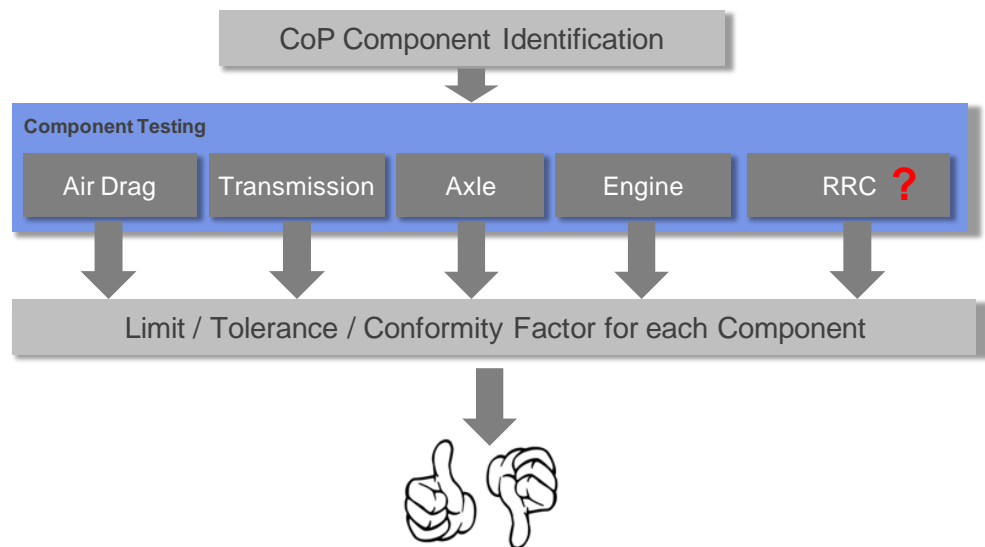 CoP Component Identification
Component Testing
Air Drag
Transmission
Axle
Engine
RRC ?
Limit / Tolerance / Conformity Factor for each Component